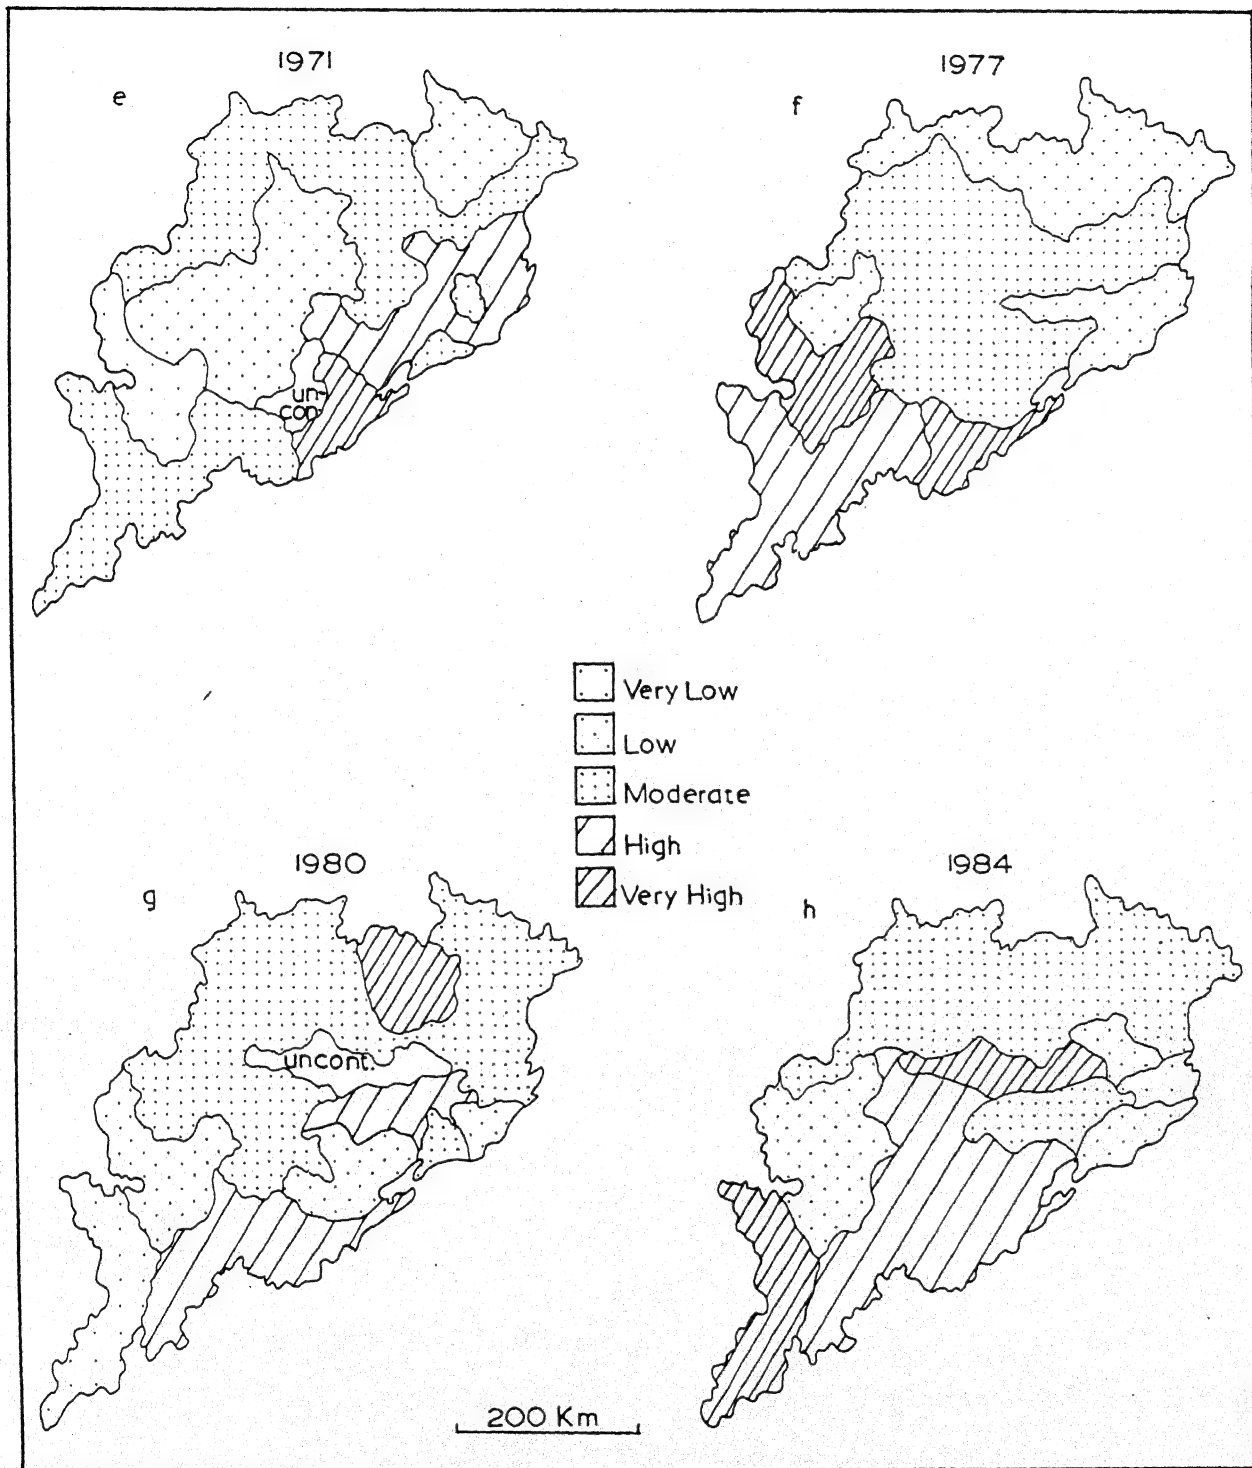 1971
e
1977
f
un-
con.
Very Low
Low
Moderate
High
Very High
1980
g
uncont.
1984
h
200 Km